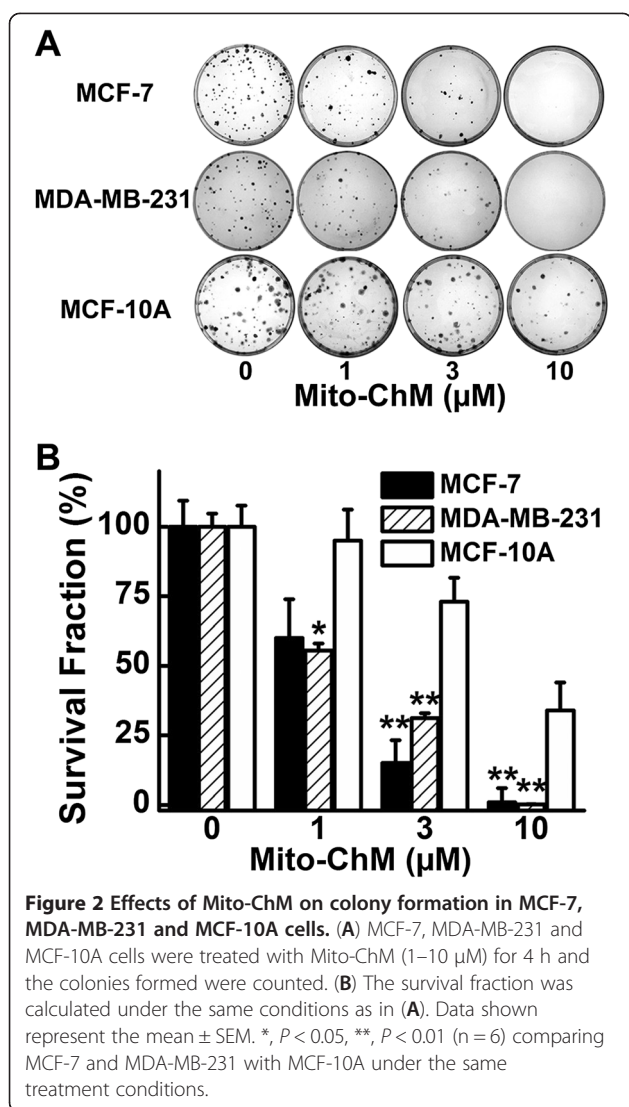 A
MCF-7
MDA-MB-231
MCF-10A
0 1 3 10
Mito-ChM (µM)
B
MCF-7
MDA-MB-231
MCF-10A
Survival Fraction (%)
100
75
50
25
0
*
**
**
**
**
0 1 3 10
Mito-ChM (µM)
Figure 2 Effects of Mito-ChM on colony formation in MCF-7,
MDA-MB-231 and MCF-10A cells. (A) MCF-7, MDA-MB-231 and
MCF-10A cells were treated with Mito-ChM (1–10 μM) for 4 h and
the colonies formed were counted. (B) The survival fraction was
calculated under the same conditions as in (A). Data shown
represent the mean ± SEM. *, P < 0.05, **, P < 0.01 (n = 6) comparing
MCF-7 and MDA-MB-231 with MCF-10A under the same
treatment conditions.